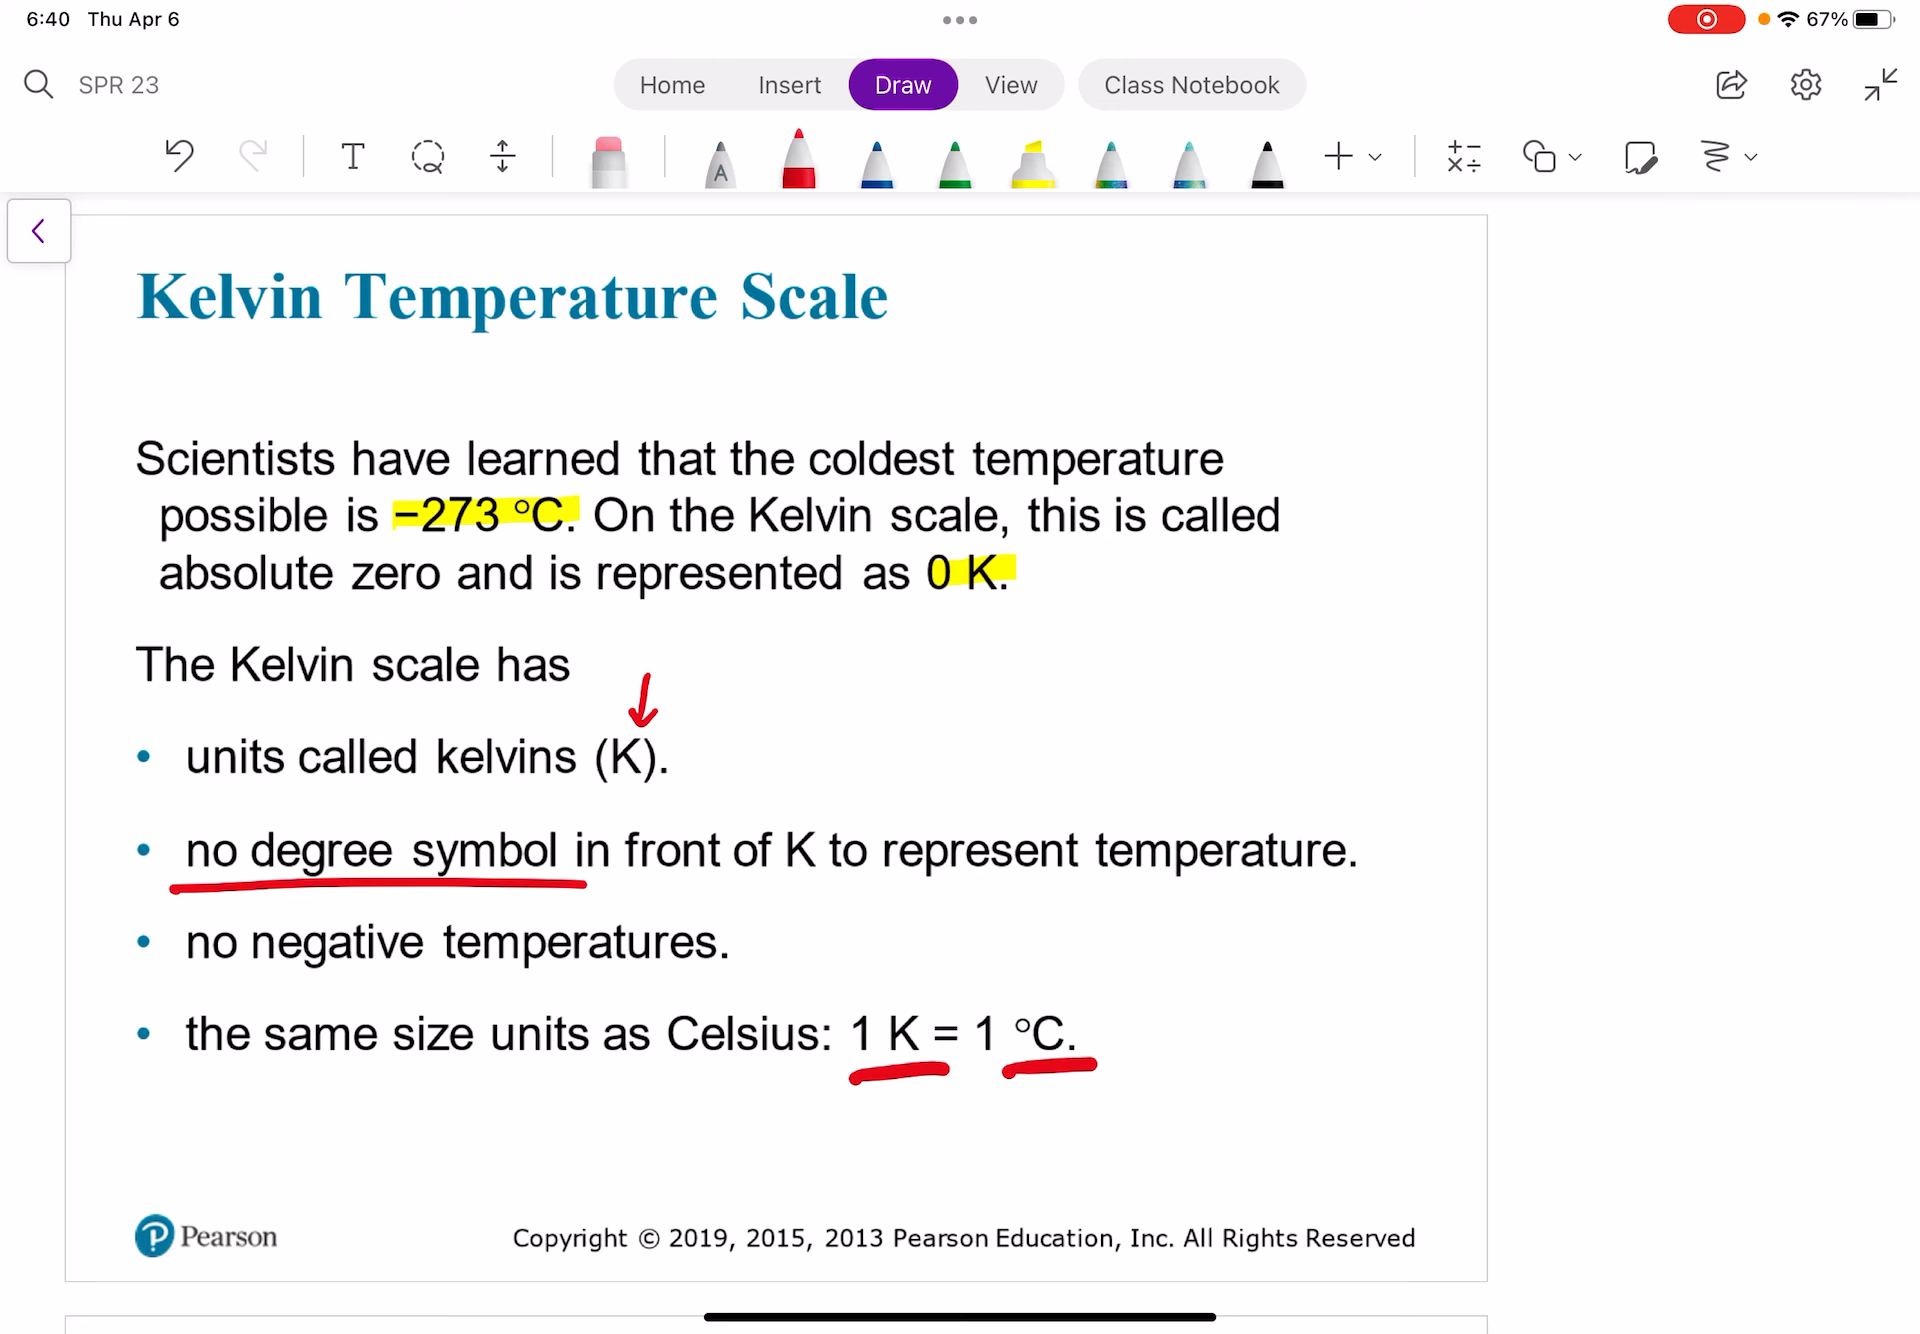 6:40 Thu Apr 6
67%
SPR 23
Home Insert Draw View Class Notebook
T
A
Kelvin Temperature Scale
Scientists have learned that the coldest temperature
possible is −273 °C. On the Kelvin scale, this is called
absolute zero and is represented as 0 K.
The Kelvin scale has
• units called kelvins (K).
• no degree symbol in front of K to represent temperature.
• no negative temperatures.
• the same size units as Celsius: 1 K = 1 °C.
P Pearson
Copyright © 2019, 2015, 2013 Pearson Education, Inc. All Rights Reserved